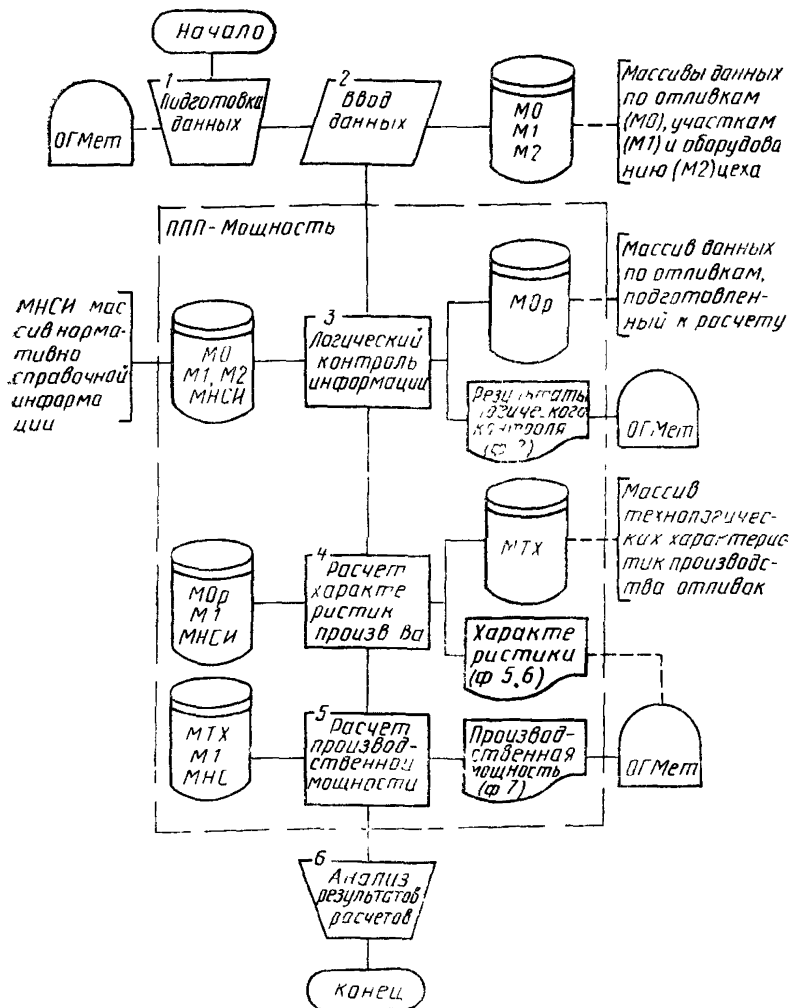 Начало
1
Подготовка
данных
ОГМет
2
Ввод
данных
М0
М1
М2
Массивы данных
по отливкам
(М0), участкам
(М1) и оборудова
нию (М2) цеха
ППП-Мощность
МНСИ мас
сив норма-
тивно
справочной
информа
ции
М0
М1, М2
МНСИ
3
Логический
контроль
информации
М0р
Массив данных
по отливкам,
подготовлен-
ный к расчету
Результаты
логического
контроля
(ф
ОГМет
М0р
М1
МНСИ
4
Расчет
характе
ристик
произв ва
МТХ
Массив
технологичес-
ких характерис
тик производс-
тва отливок
Характе
ристики
(ф 5,6)
МТХ
М1
МНС
5
Расчет
производ-
ственной
мощности
Производ-
ственная
мощность
(ф 7)
ОГМет
6
Анализ
результатов
расчетов
конец